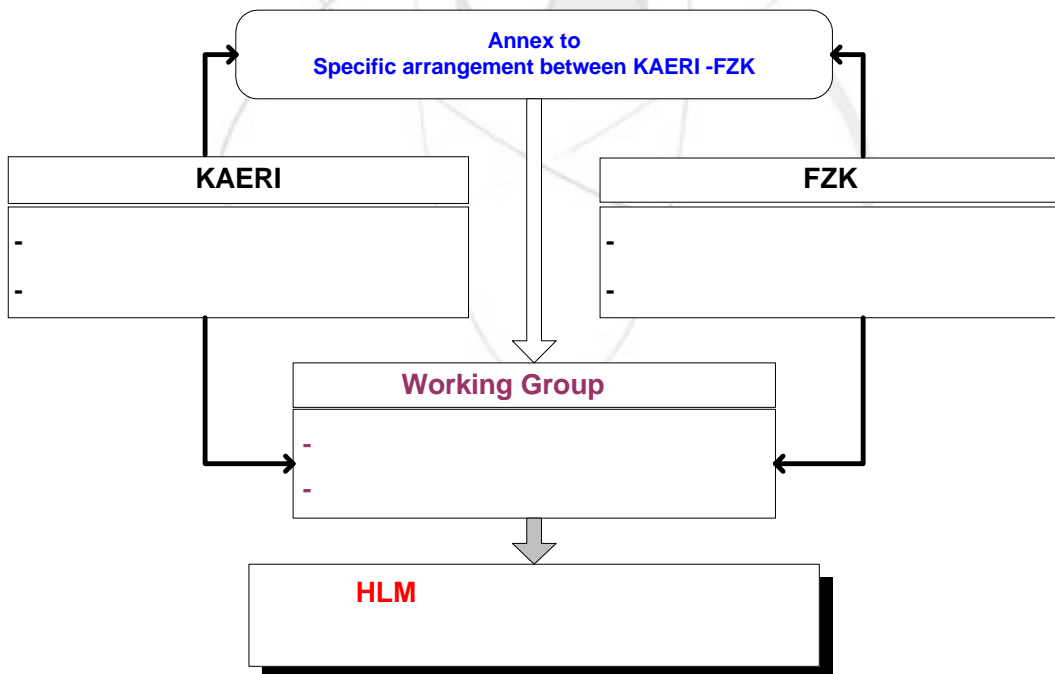 Annex to
Specific arrangement between KAERI -FZK
KAERI
-
-
FZK
-
-
Working Group
-
-
HLM